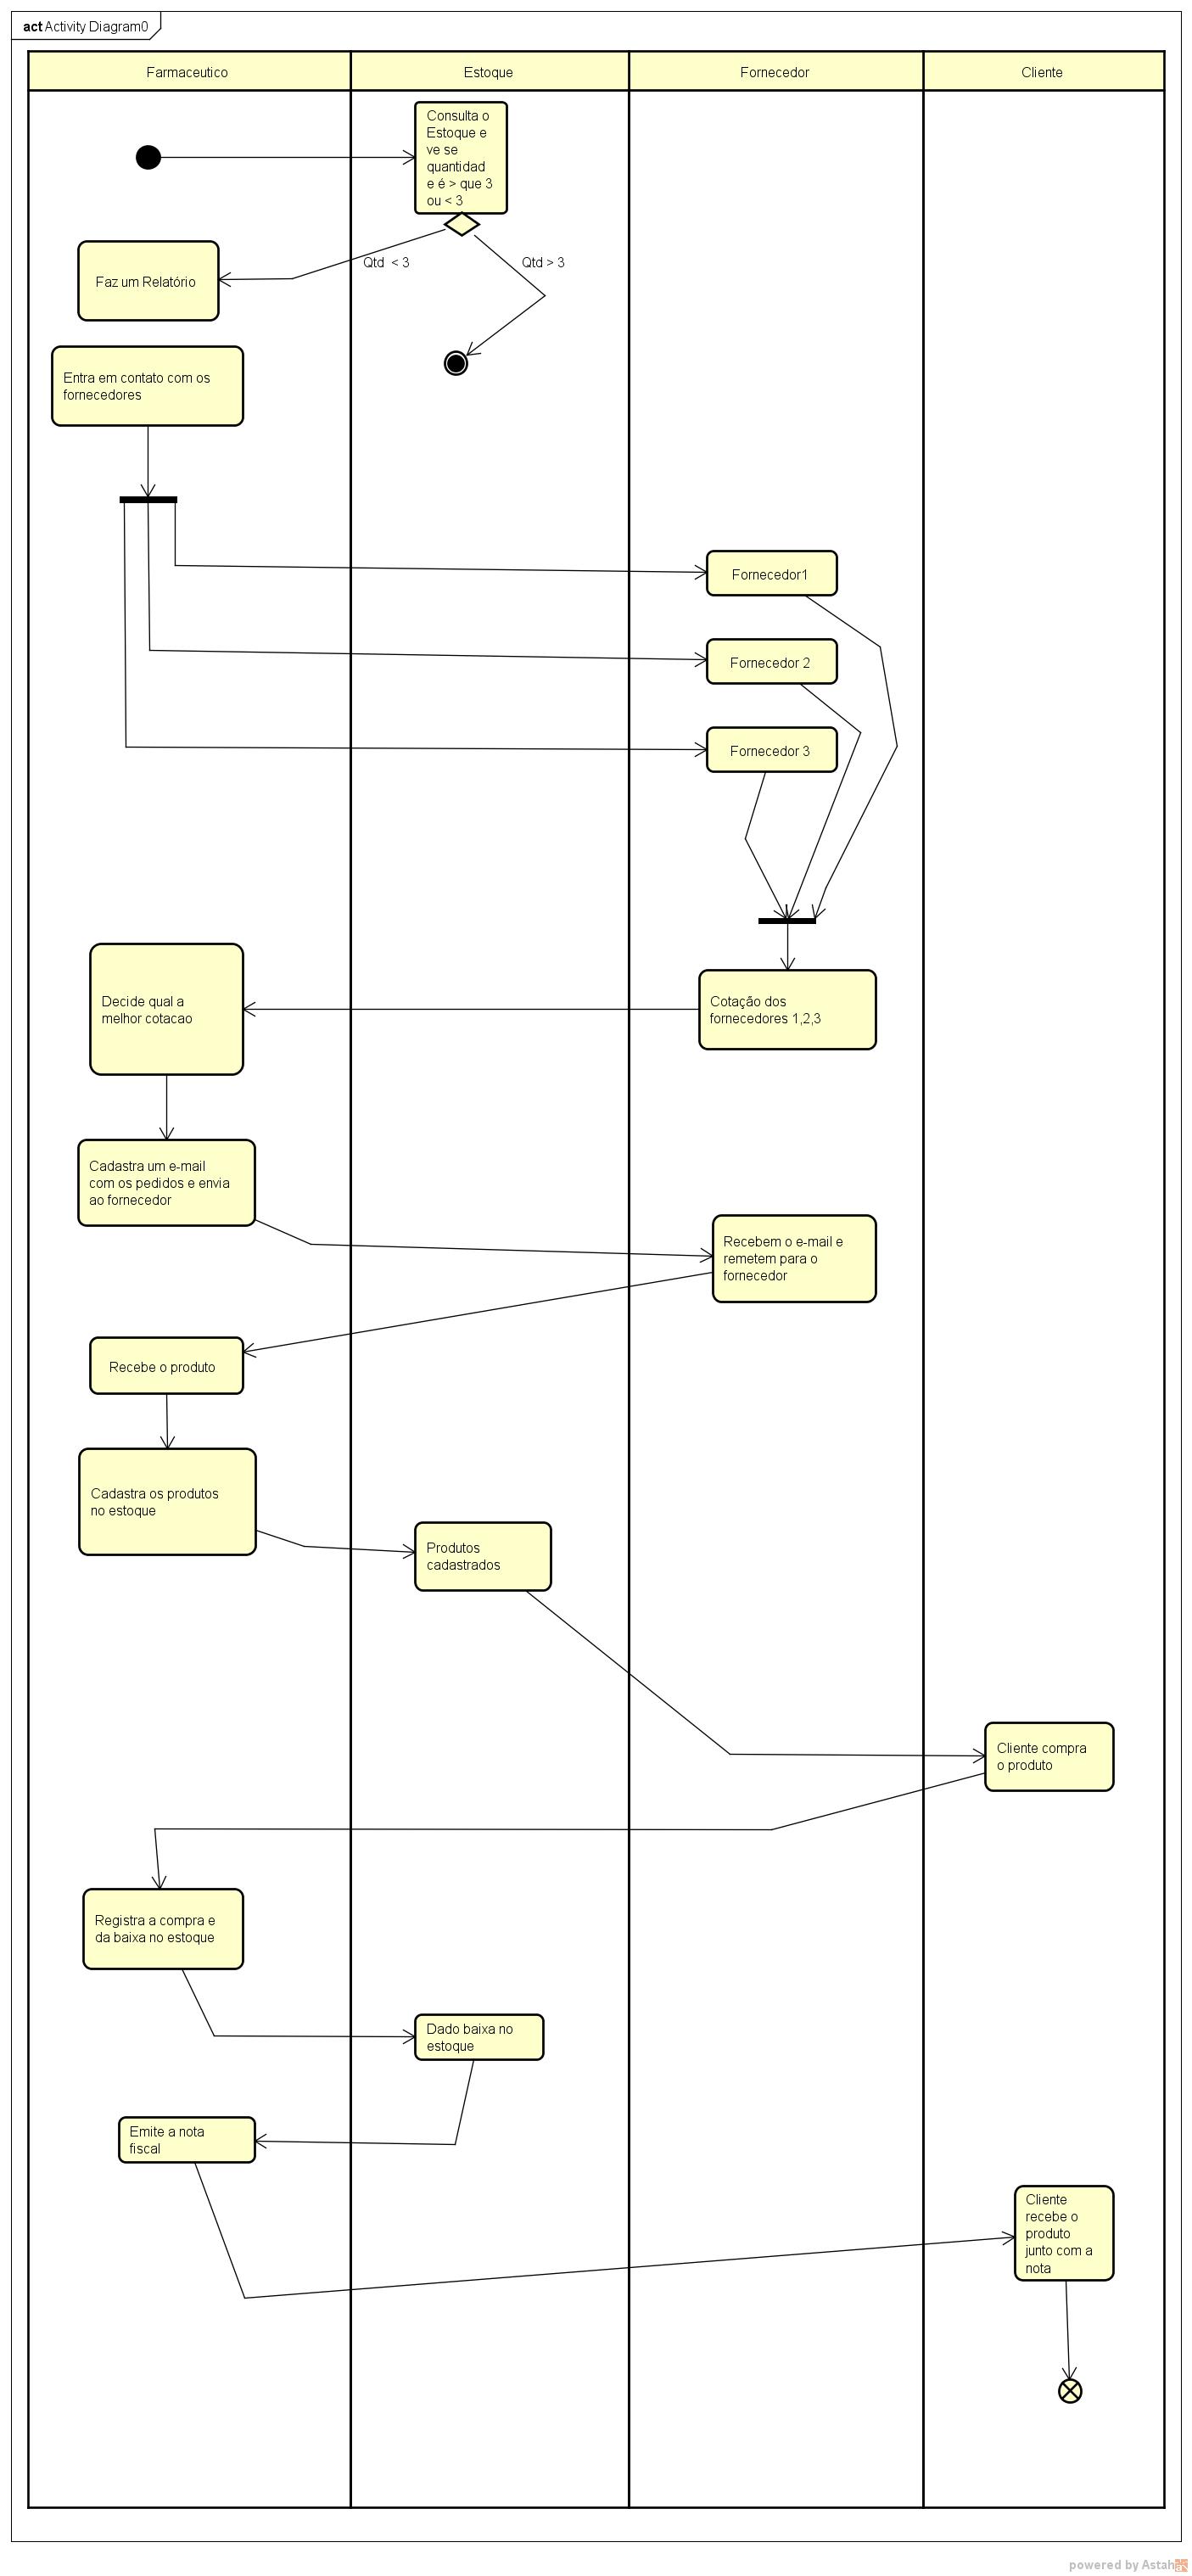 act Activity Diagram0
Farmaceutico
Estoque
Fornecedor
Cliente
Consulta o
Estoque e
ve se
quantidad
e é > que 3
ou < 3
Qtd < 3
Qtd > 3
Faz um Relatório
Entra em contato com os
fornecedores
Fornecedor1
Fornecedor 2
Fornecedor 3
Decide qual a
melhor cotacao
Cotação dos
fornecedores 1,2,3
Cadastra um e-mail
com os pedidos e envia
ao fornecedor
Recebem o e-mail e
remetem para o
fornecedor
Recebe o produto
Cadastra os produtos
no estoque
Produtos
cadastrados
Cliente compra
o produto
Registra a compra e
da baixa no estoque
Dado baixa no
estoque
Emite a nota
fiscal
Cliente
recebe o
produto
junto com a
nota
powered by Astah